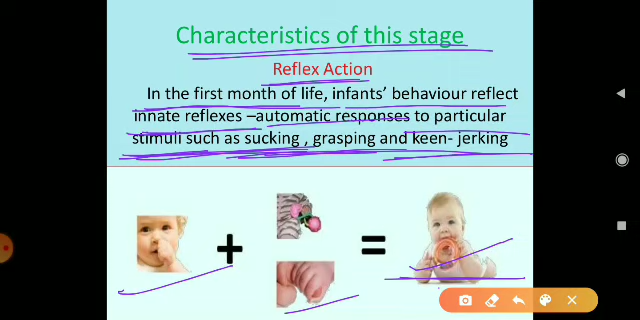 Characteristics of this stage
Reflex Action
In the first month of life, infants' behaviour reflect
innate reflexes –automatic responses to particular
stimuli such as sucking , grasping and keen- jerking
+
=